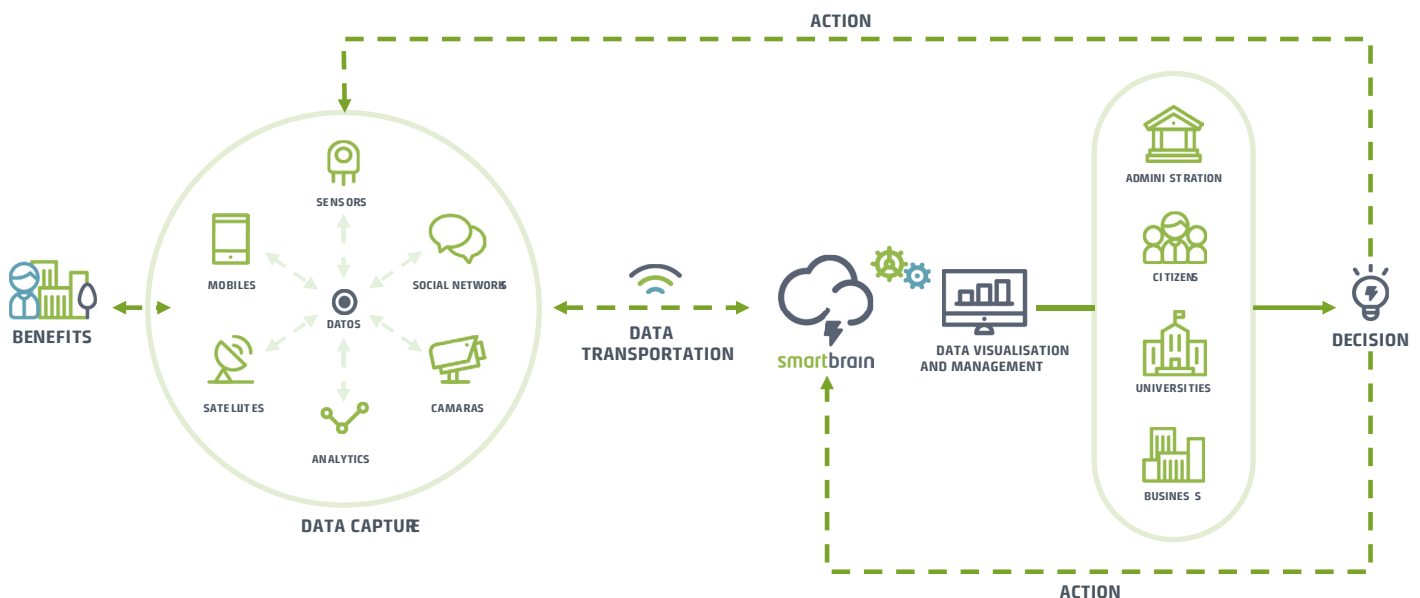 ACTION
SENSORS
MOBILES
SOCIAL NETWORKS
DATOS
BENEFITS
SATELLITES
CAMARAS
ANALYTICS
DATA CAPTURE
DATA
TRANSPORTATION
smartbrain
DATA VISUALISATION
AND MANAGEMENT
ADMINISTRATION
CITIZENS
UNIVERSITIES
BUSINES S
DECISION
ACTION